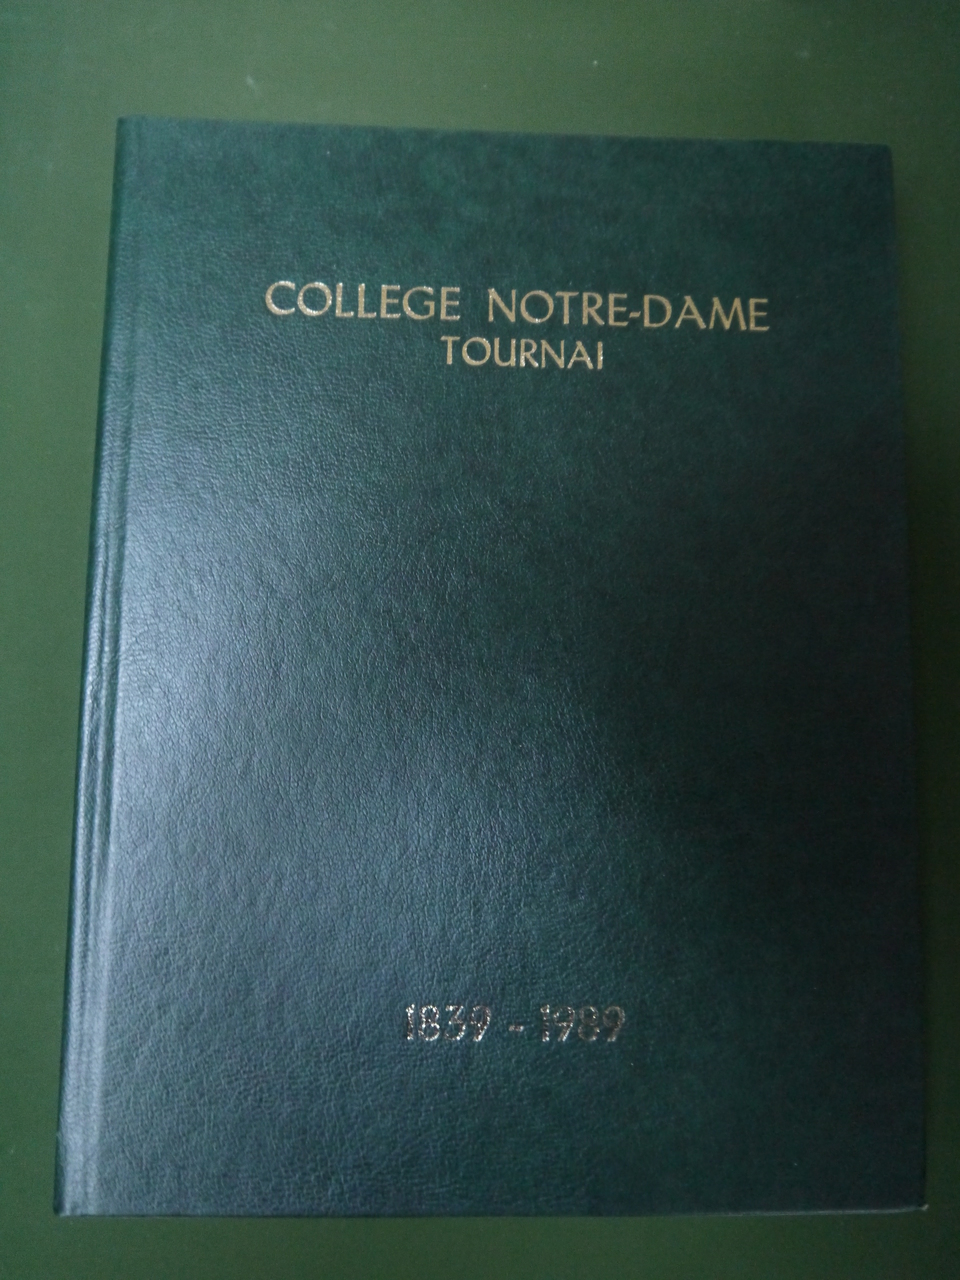 COLLEGE NOTRE-DAME
TOURNAI
1839 - 1989